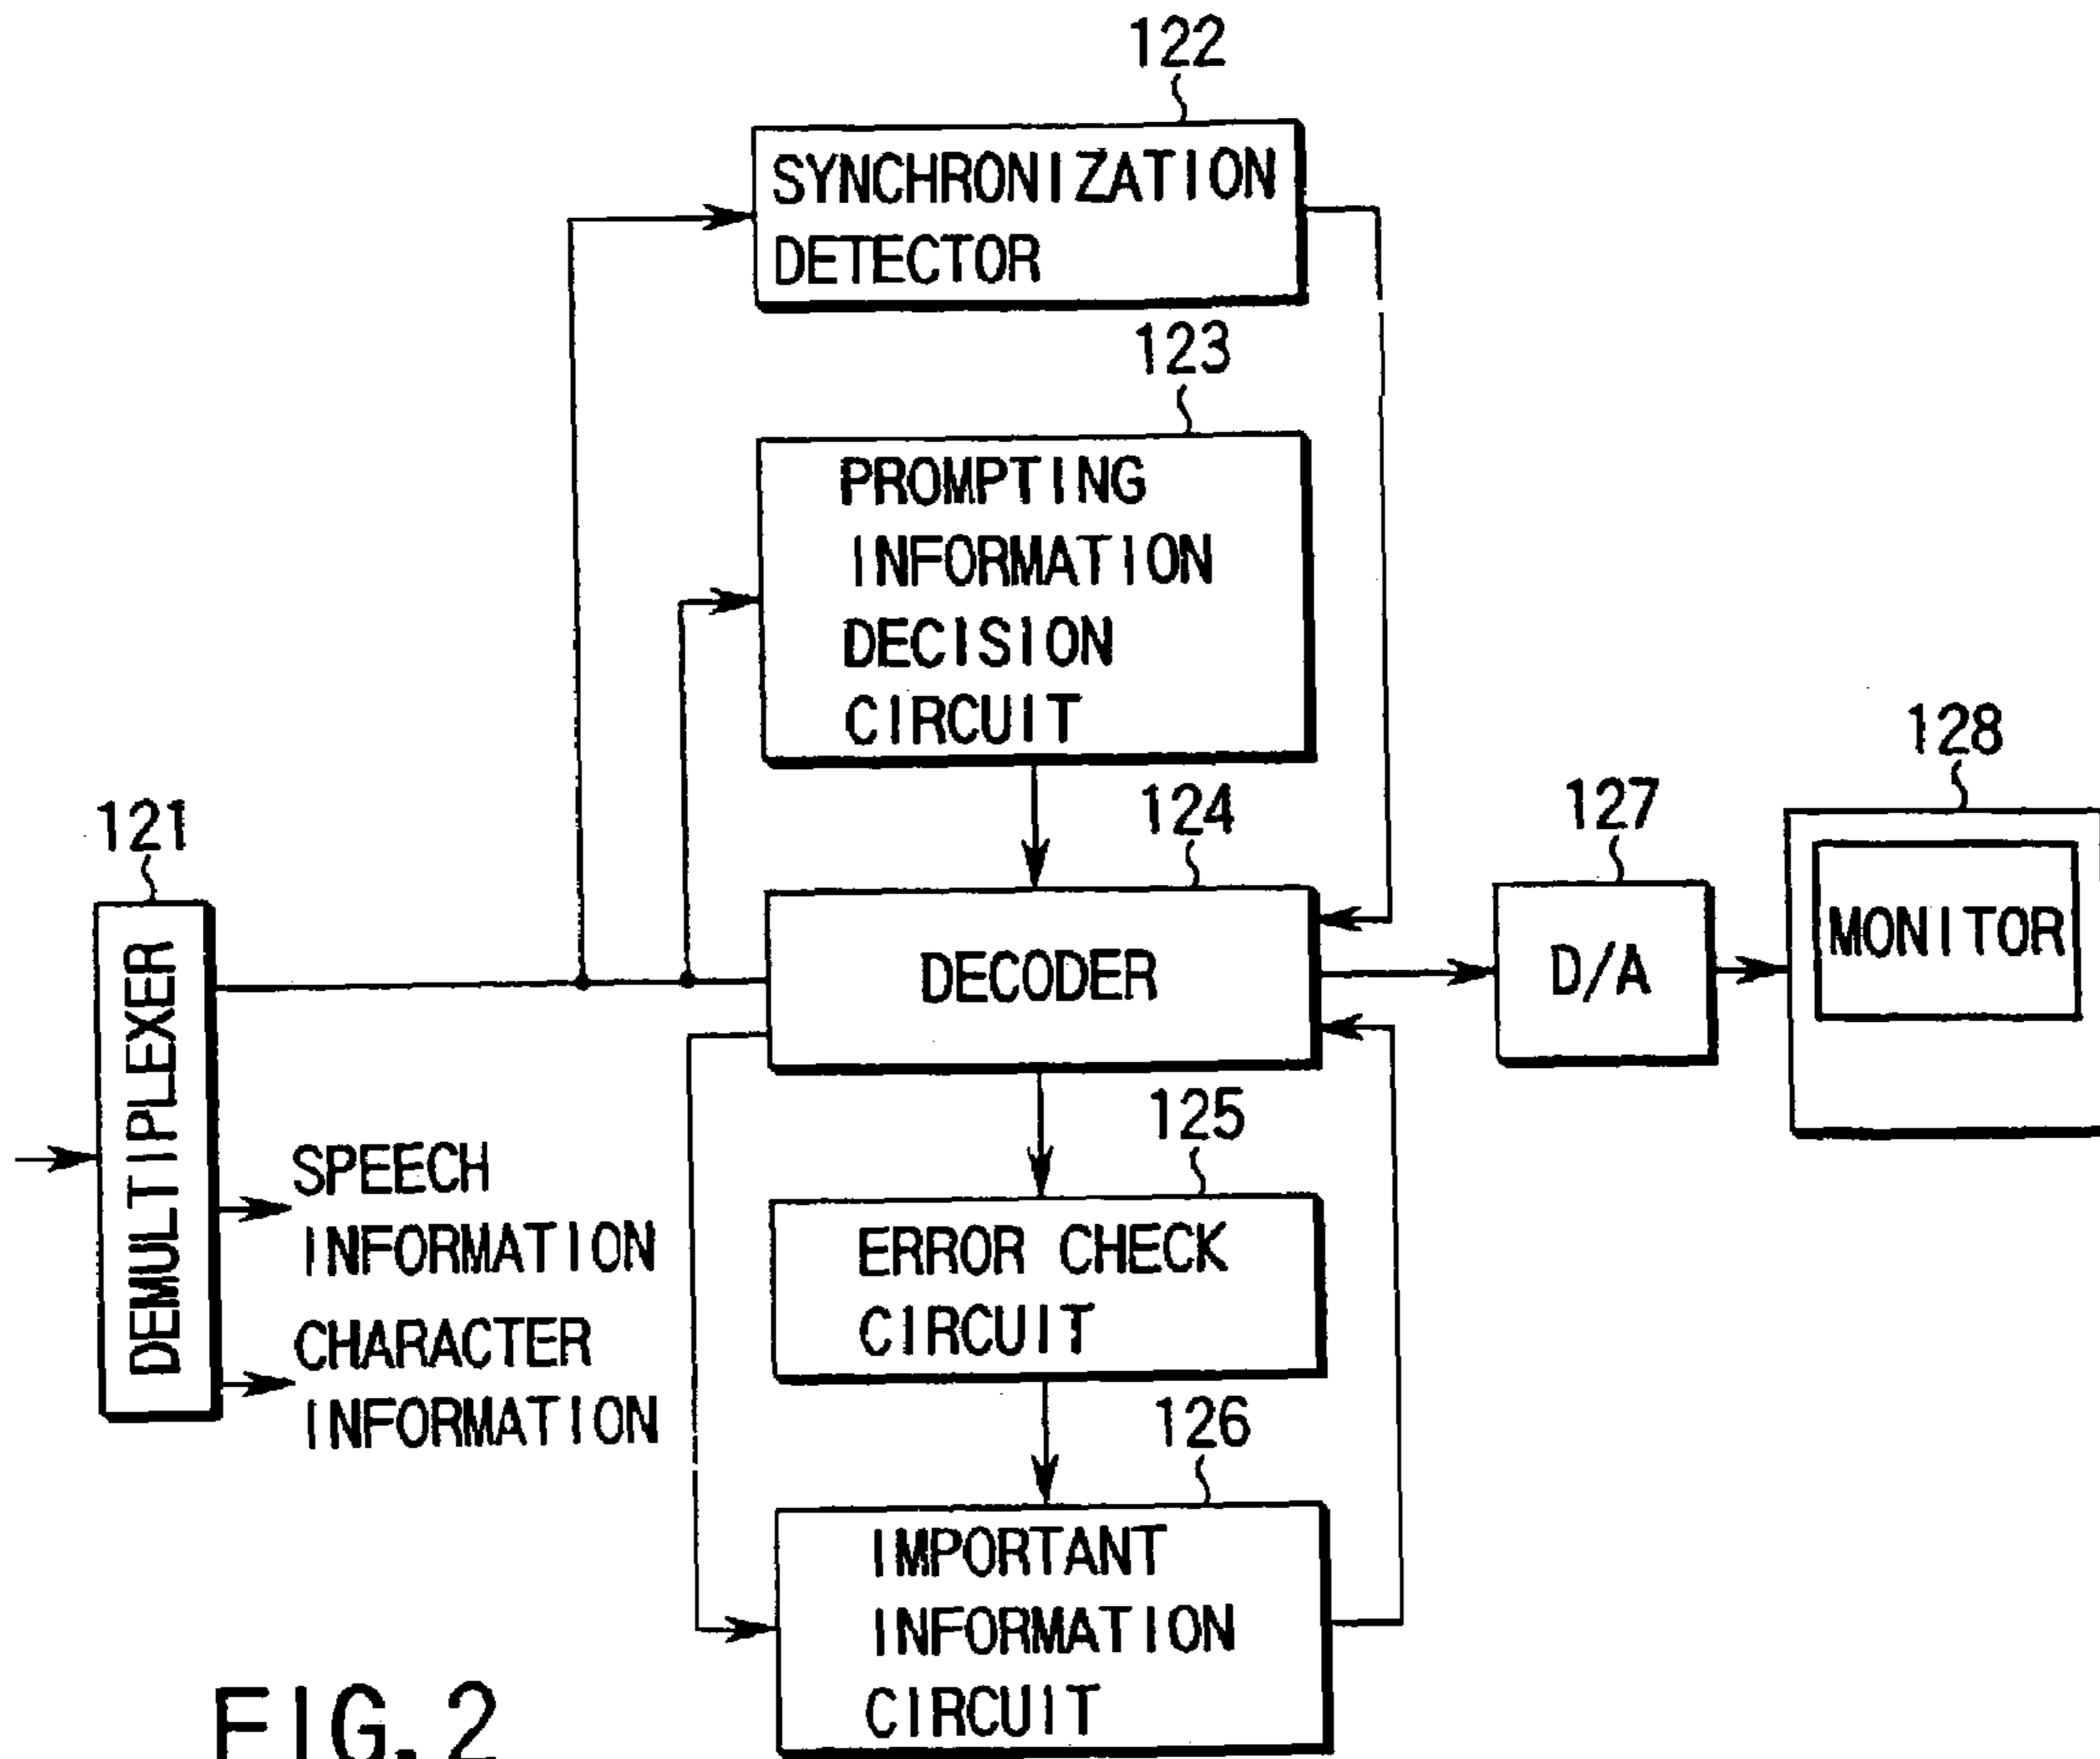 122
SYNCHRONIZATION
DETECTOR
123
PROMPTING
INFORMATION
DECISION
CIRCUIT
121
DEMULTIPLEXER
SPEECH
INFORMATION
CHARACTER
INFORMATION
124
DECODER
127
D/A
128
MONITOR
125
ERROR CHECK
CIRCUIT
126
IMPORTANT
INFORMATION
CIRCUIT
FIG. 2